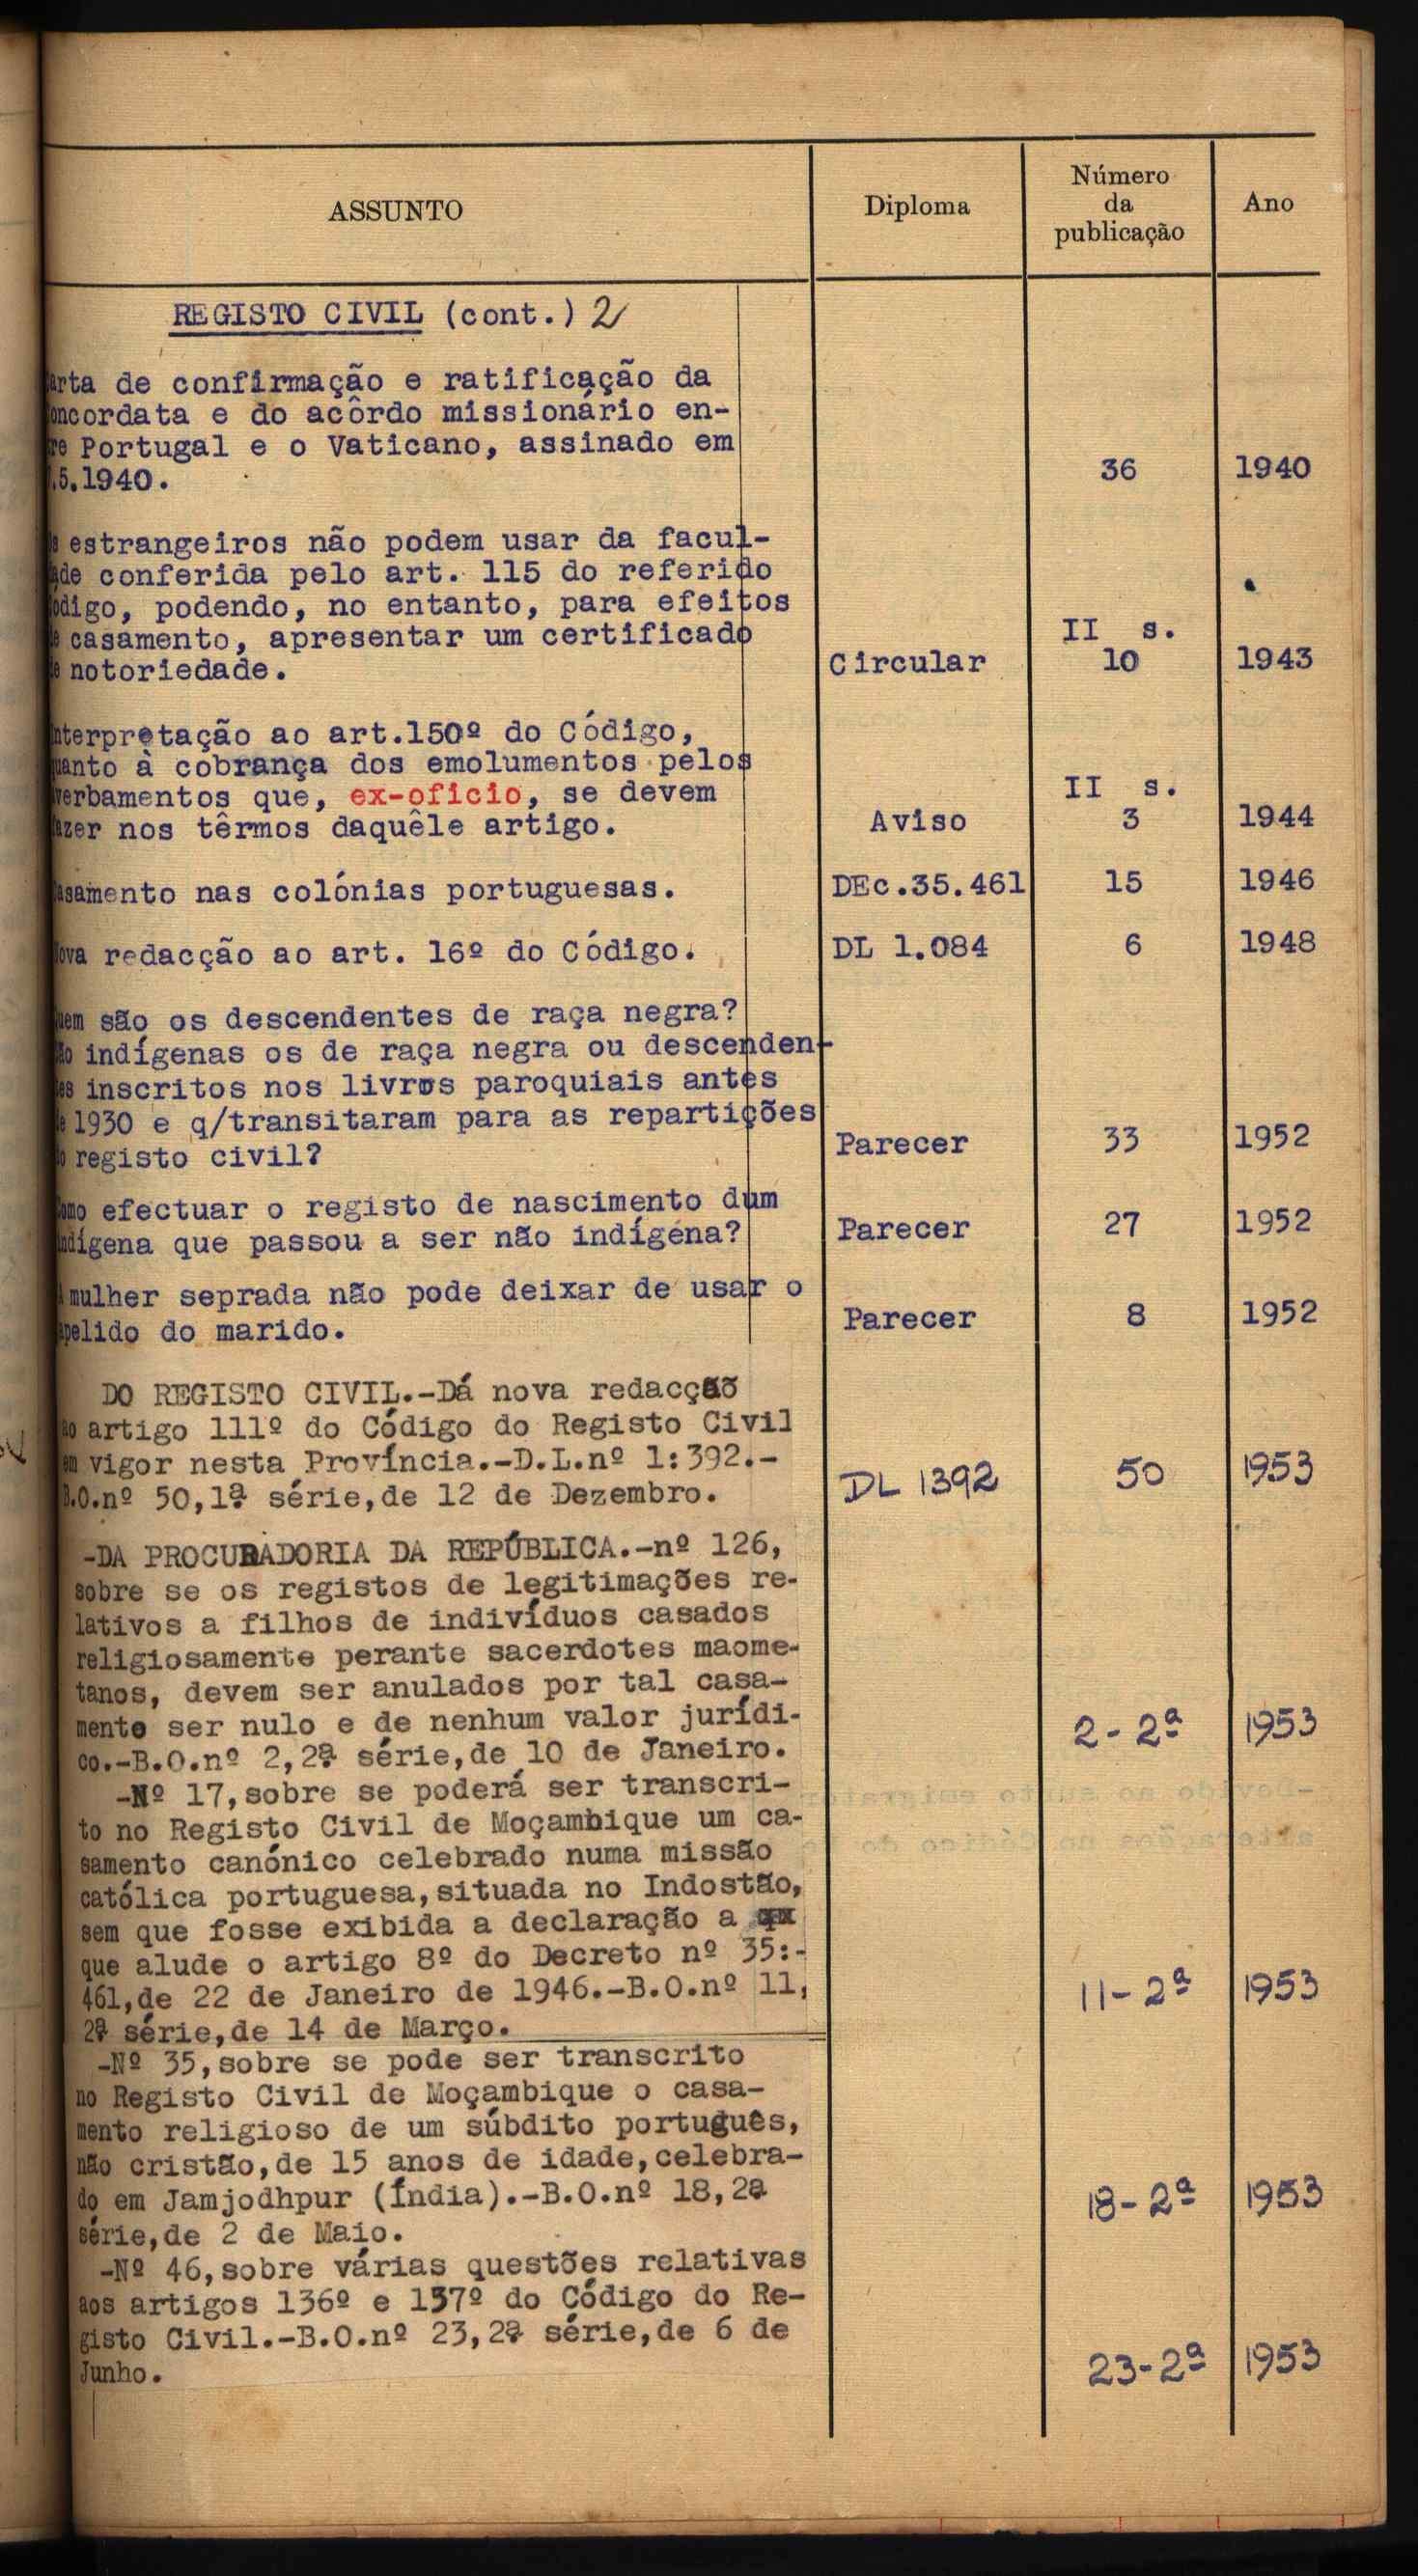 ASSUNTO
Diploma
Número
da
publicação
Ano
REGISTO CIVIL (cont.) 2
arta de confirmação e ratificação da
oncordata e do acôrdo missionário en-
re Portugal e o Vaticano, assinado em
.5.1940. 36 1940
s estrangeiros não podem usar da facul-
ade conferida pelo art. 115 do referido
ódigo, podendo, no entanto, para efeitos
e casamento, apresentar um certificado II s.
e notoriedade. Circular 10 1943
nterpretação ao art.150º do Código,
uanto à cobrança dos emolumentos pelos
verbamentos que, ex-oficio, se devem II s.
azer nos têrmos daquêle artigo. Aviso 3 1944
asamento nas colónias portuguesas. DEc.35.461 15 1946
ova redacção ao art. 16º do Código. DL 1.084 6 1948
uem são os descendentes de raça negra?
ão indígenas os de raça negra ou descenden-
es inscritos nos livros paroquiais antes
e 1930 e q/transitaram para as repartições
o registo civil? Parecer 33 1952
omo efectuar o registo de nascimento dum
ndígena que passou a ser não indígena? Parecer 27 1952
A mulher seprada não pode deixar de usar o
apelido do marido. Parecer 8 1952
DO REGISTO CIVIL.-Dá nova redacção
ao artigo 111º do Código do Registo Civil
em vigor nesta Província.-D.L.nº 1:392.-
B.O.nº 50,1ª série,de 12 de Dezembro. DL 1392 50 1953
-DA PROCURADORIA DA REPÚBLICA.-nº 126,
sobre se os registos de legitimações re-
lativos a filhos de indivíduos casados
religiosamente perante sacerdotes maome-
tanos, devem ser anulados por tal casa-
mento ser nulo e de nenhum valor jurídi-
co.-B.O.nº 2,2ª série,de 10 de Janeiro. 2-2ª 1953
-Nº 17,sobre se poderá ser transcri-
to no Registo Civil de Moçambique um ca-
samento canónico celebrado numa missão
católica portuguesa,situada no Indostão,
sem que fosse exibida a declaração a
que alude o artigo 8º do Decreto nº 35:-
461,de 22 de Janeiro de 1946.-B.O.nº 11,
2ª série,de 14 de Março. 11-2ª 1953
-Nº 35,sobre se pode ser transcrito
no Registo Civil de Moçambique o casa-
mento religioso de um súbdito português,
não cristão,de 15 anos de idade,celebra-
do em Jamjodhpur (Índia).-B.O.nº 18,2ª
série,de 2 de Maio. 18-2ª 1953
-Nº 46,sobre várias questões relativas
aos artigos 136º e 137º do Código do Re-
gisto Civil.-B.O.nº 23,2ª série,de 6 de
Junho. 23-2ª 1953